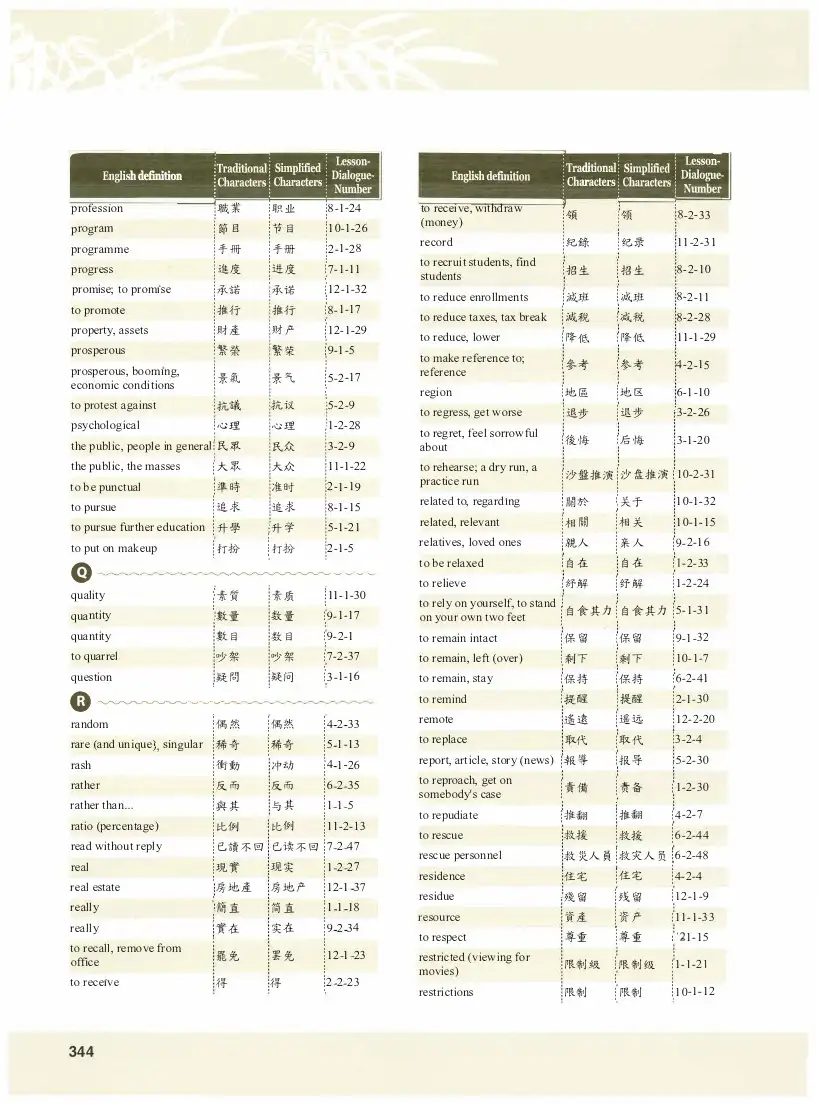 English definition Traditional Characters Simplified Characters Lesson-Dialogue-Number
profession 職業 职业 8-1-24
program 節目 节目 10-1-26
programme 手冊 手册 2-1-28
progress 進度 进度 7-1-11
promise; to promise 承諾 承诺 12-1-32
to promote 推行 推行 8-1-17
property, assets 財產 财产 12-1-29
prosperous 繁榮 繁荣 9-1-5
prosperous, booming,
economic conditions 景氣 景气 5-2-17
to protest against 抗議 抗议 5-2-9
psychological 心理 心理 1-2-28
the public, people in general 民眾 民众 3-2-9
the public, the masses 大眾 大众 11-1-22
to be punctual 準時 准时 2-1-19
to pursue 追求 追求 8-1-15
to pursue further education 升學 升学 5-1-21
to put on makeup 打扮 打扮 2-1-5
Q
quality 素質 素质 11-1-30
quantity 數量 数量 9-1-17
quantity 數目 数目 9-2-1
to quarrel 吵架 吵架 7-2-37
question 疑問 疑问 3-1-16
R
random 偶然 偶然 4-2-33
rare (and unique), singular 稀奇 稀奇 5-1-13
rash 衝動 冲动 4-1-26
rather 反而 反而 6-2-35
rather than... 與其 与其 1-1-5
ratio (percentage) 比例 比例 11-2-13
read without reply 已讀不回 已读不回 7-2-47
real 現實 现实 1-2-27
real estate 房地產 房地产 12-1-37
really 簡直 简直 1-1-18
really 實在 实在 9-2-34
to recall, remove from
office 罷免 罢免 12-1-23
to receive 得 得 2-2-23
English definition Traditional Characters Simplified Characters Lesson-Dialogue-Number
to receive, withdraw
(money) 領 领 8-2-33
record 紀錄 纪录 11-2-31
to recruit students, find
students 招生 招生 8-2-10
to reduce enrollments 減班 减班 8-2-11
to reduce taxes, tax break 減稅 减税 8-2-28
to reduce, lower 降低 降低 11-1-29
to make reference to;
reference 參考 参考 4-2-15
region 地區 地区 6-1-10
to regress, get worse 退步 退步 3-2-26
to regret, feel sorrowful
about 後悔 后悔 3-1-20
to rehearse; a dry run, a
practice run 沙盤推演 沙盘推演 10-2-31
related to, regarding 關於 关于 10-1-32
related, relevant 相關 相关 10-1-15
relatives, loved ones 親人 亲人 9-2-16
to be relaxed 自在 自在 1-2-33
to relieve 紓解 纾解 1-2-24
to rely on yourself, to stand
on your own two feet 自食其力 自食其力 5-1-31
to remain intact 保留 保留 9-1-32
to remain, left (over) 剩下 剩下 10-1-7
to remain, stay 保持 保持 6-2-41
to remind 提醒 提醒 2-1-30
remote 遙遠 遥远 12-2-20
to replace 取代 取代 3-2-4
report, article, story (news) 報導 报导 5-2-30
to reproach, get on
somebody's case 責備 责备 1-2-30
to repudiate 推翻 推翻 4-2-7
to rescue 救援 救援 6-2-44
rescue personnel 救災人員 救灾人员 6-2-48
residence 住宅 住宅 4-2-4
residue 殘留 残留 12-1-9
resource 資產 资产 11-1-33
to respect 尊重 尊重 21-15
restricted (viewing for
movies) 限制級 限制级 1-1-21
restrictions 限制 限制 10-1-12
344